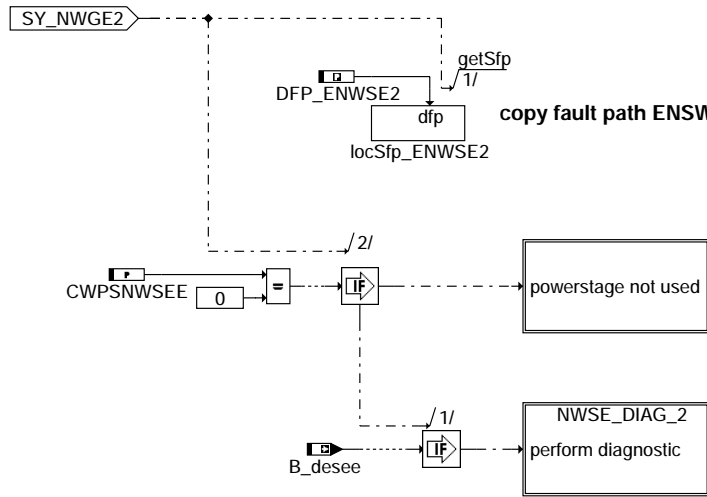 SY_NWGE2
getSfp
1/
DFP_ENWSE2
dfp
copy fault path ENSW
locSfp_ENWSE2
/2/
P
CWPSNWSEE
0
=
IF
powerstage not used
/1/
NWSE_DIAG_2
IF
perform diagnostic
B_desee